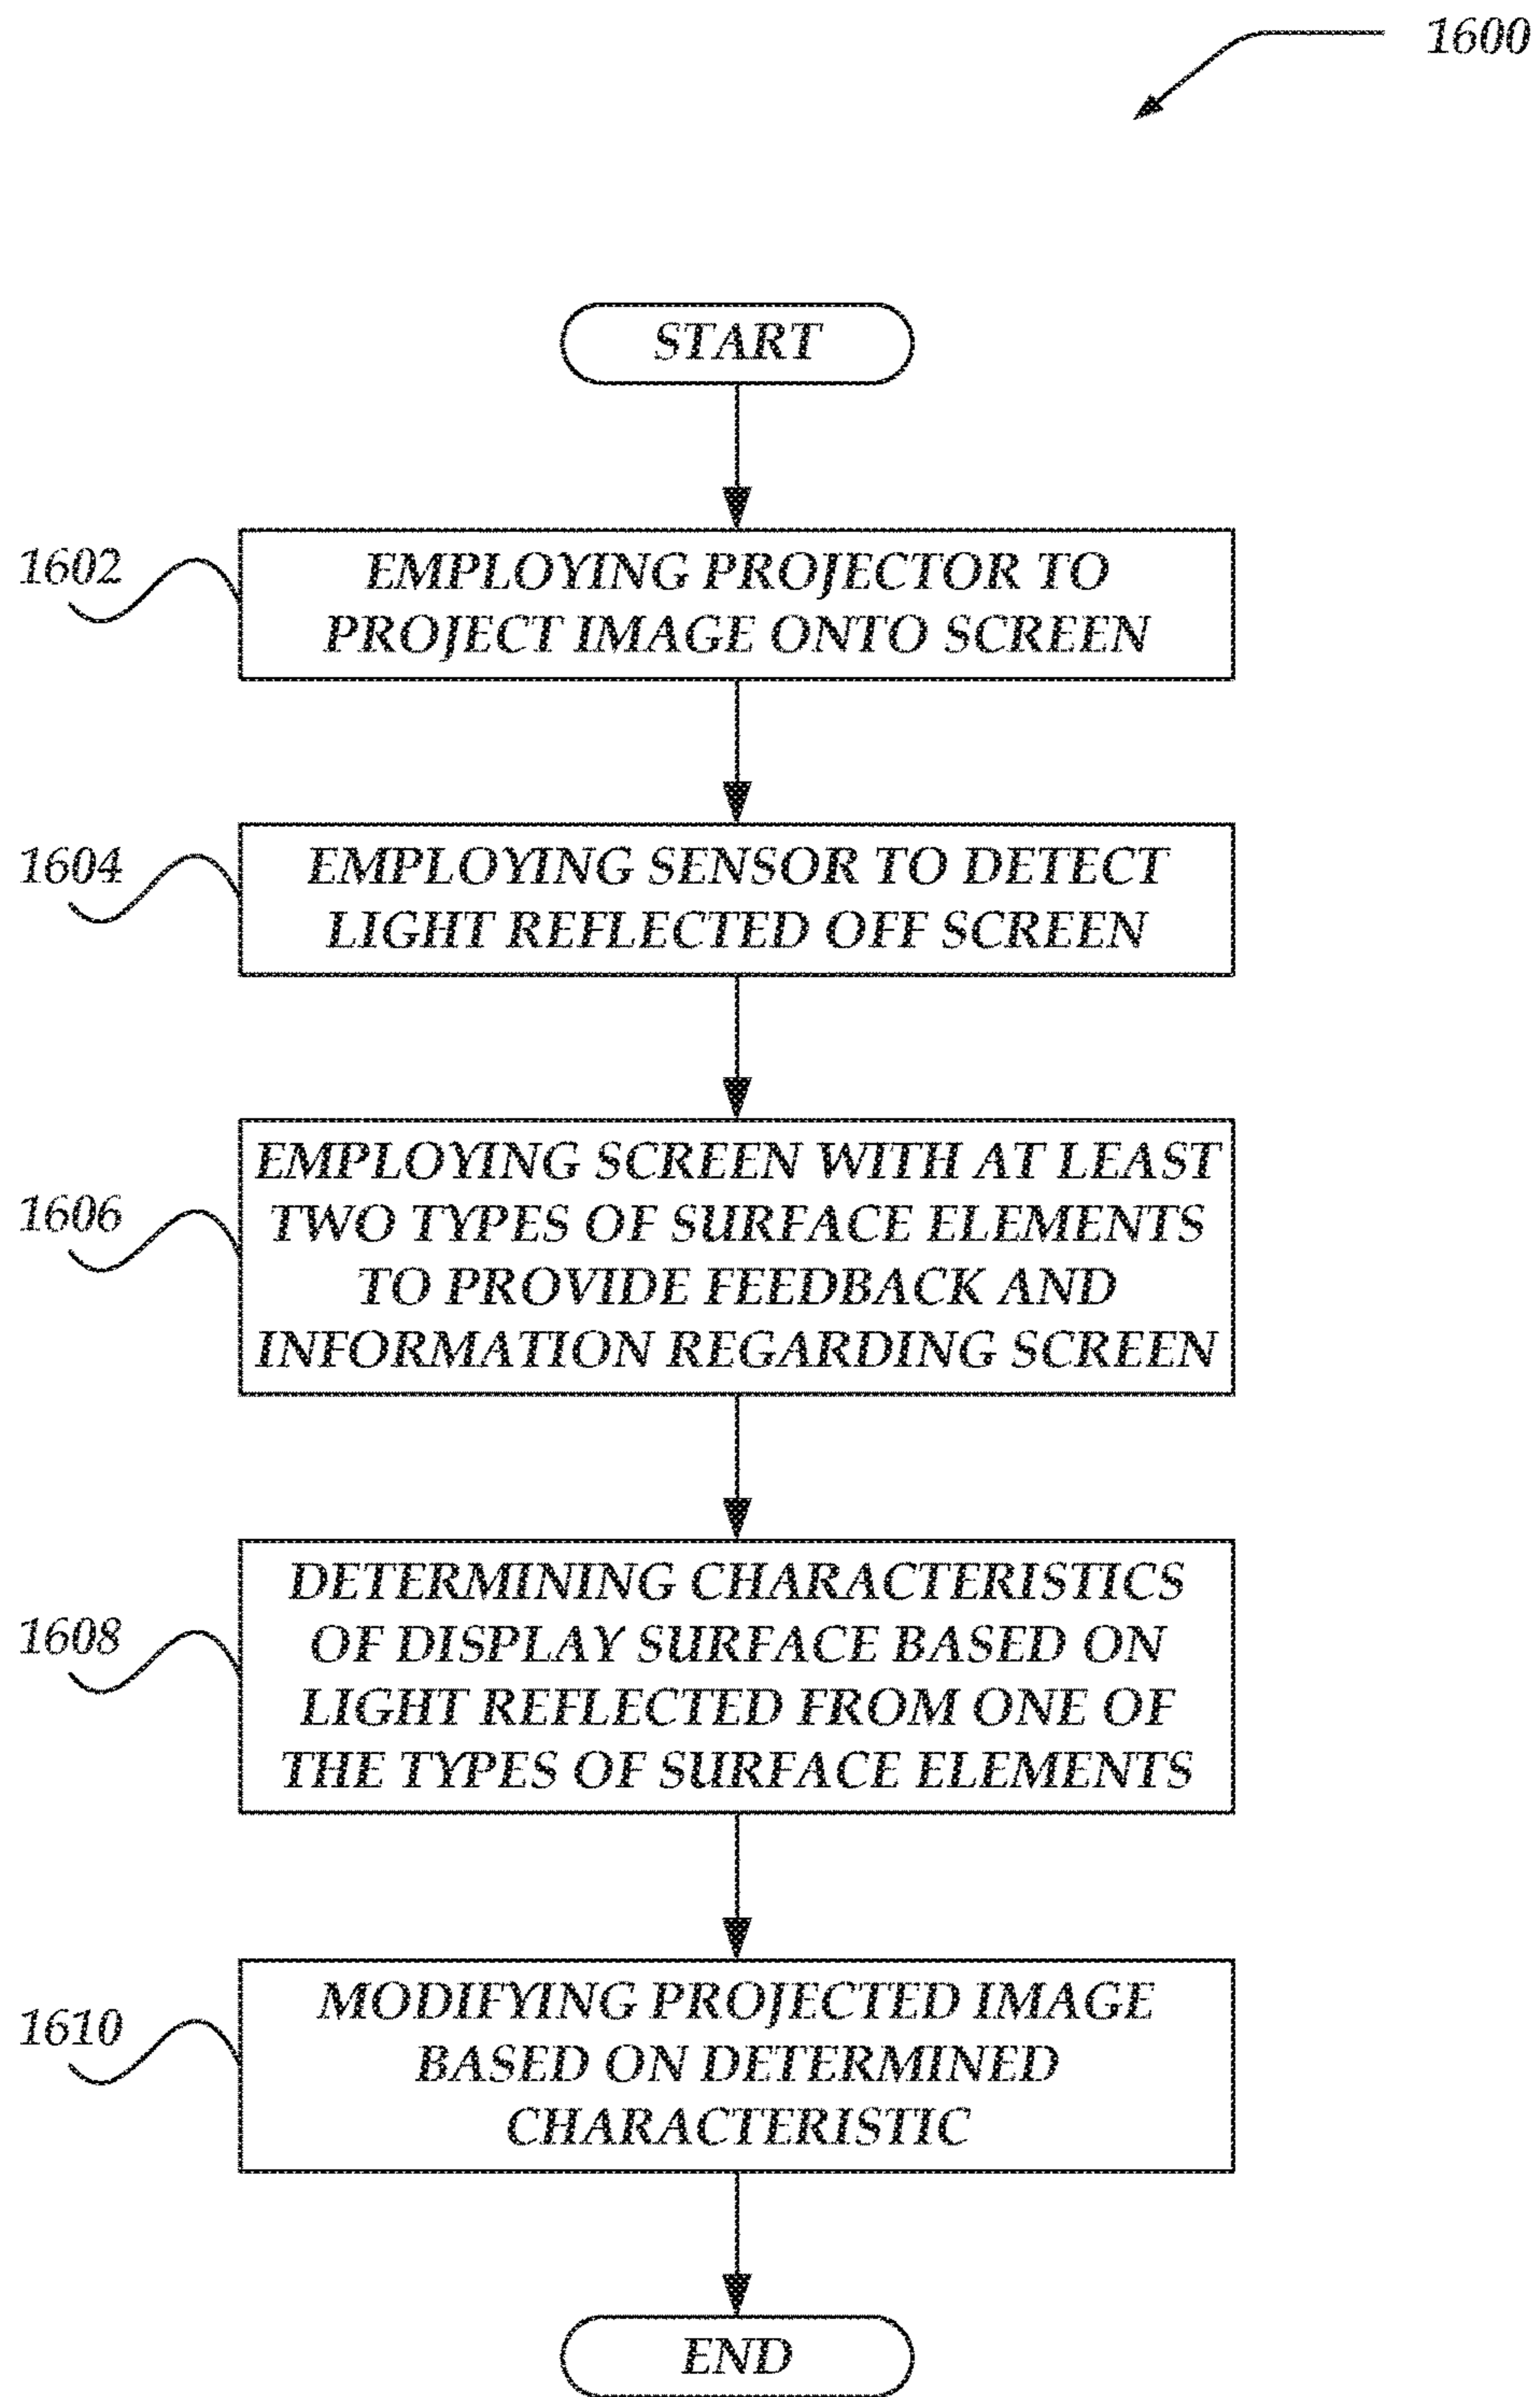 1600
START
1602
EMPLOYING PROJECTOR TO
PROJECT IMAGE ONTO SCREEN
1604
EMPLOYING SENSOR TO DETECT
LIGHT REFLECTED OFF SCREEN
1606
EMPLOYING SCREEN WITH AT LEAST
TWO TYPES OF SURFACE ELEMENTS
TO PROVIDE FEEDBACK AND
INFORMATION REGARDING SCREEN
1608
DETERMINING CHARACTERISTICS
OF DISPLAY SURFACE BASED ON
LIGHT REFLECTED FROM ONE OF
THE TYPES OF SURFACE ELEMENTS
1610
MODIFYING PROJECTED IMAGE
BASED ON DETERMINED
CHARACTERISTIC
END